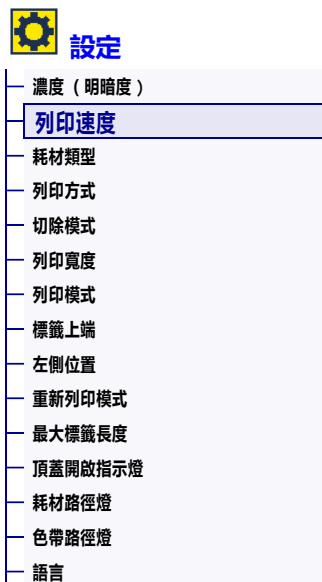 設定
濃度（明暗度）
列印速度
耗材類型
列印方式
切除模式
列印寬度
列印模式
標籤上端
左側位置
重新列印模式
最大標籤長度
頂蓋開啟指示燈
耗材路徑燈
色帶路徑燈
語言